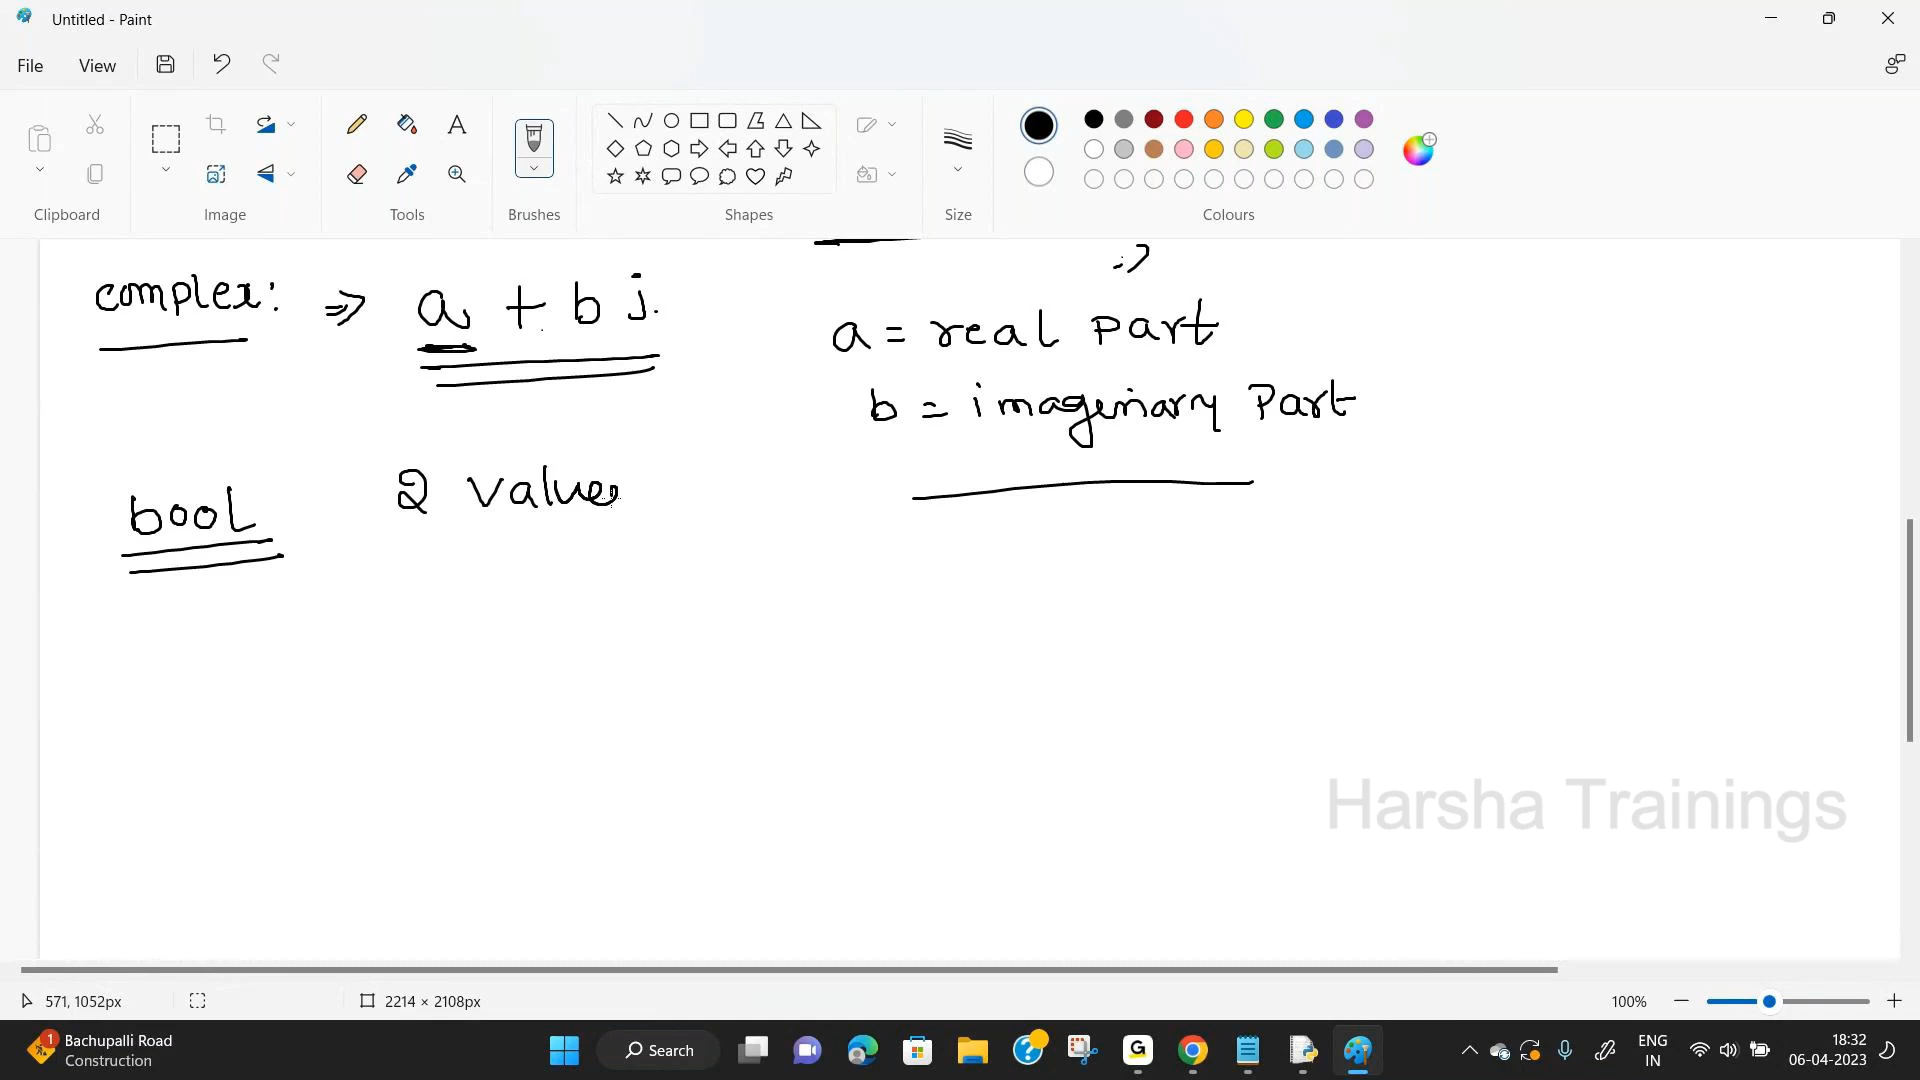 Untitled - Paint
File View
Clipboard Image Tools Brushes Shapes Size Colours
complex: ⇒ a + b j.
a = real part
b = imaginary Part
bool 2 value
Harsha Trainings
571, 1052px 2214 × 2108px 100%
Bachupalli Road
Construction
Search
ENG
IN
18:32
06-04-2023